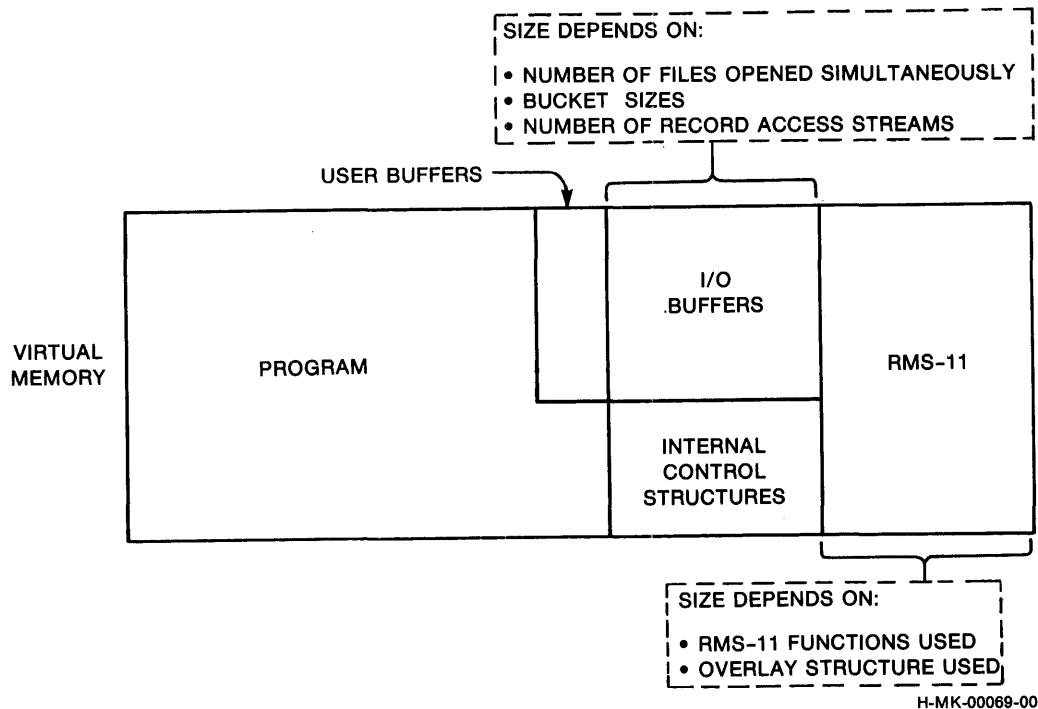 SIZE DEPENDS ON:
• NUMBER OF FILES OPENED SIMULTANEOUSLY
• BUCKET SIZES
• NUMBER OF RECORD ACCESS STREAMS
USER BUFFERS
I/O
BUFFERS
VIRTUAL
MEMORY
PROGRAM
RMS-11
INTERNAL
CONTROL
STRUCTURES
SIZE DEPENDS ON:
• RMS-11 FUNCTIONS USED
• OVERLAY STRUCTURE USED
H-MK-00069-00